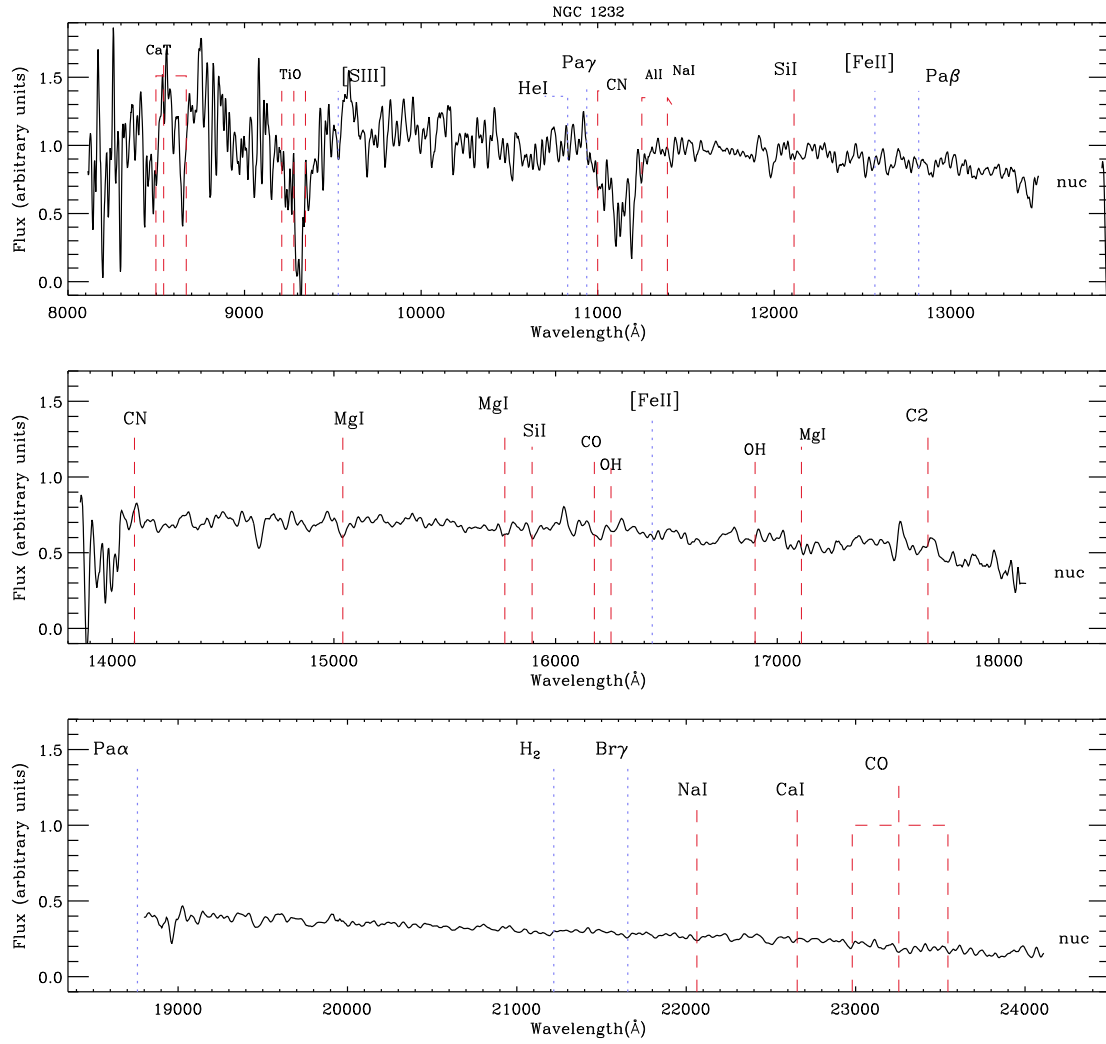 NGC 1232
CaT
TiO
[SIII]
HeI
Paγ
CN
AlI
NaI
SiI
[FeII]
Paβ
nuc
Flux (arbitrary units)
1.5
1.0
0.5
0.0
8000 9000 10000 11000 12000 13000
Wavelength(Å)
CN
MgI
MgI
SiI
CO
OH
[FeII]
OH
MgI
C2
nuc
Flux (arbitrary units)
1.5
1.0
0.5
0.0
14000 15000 16000 17000 18000
Wavelength(Å)
Paα
H₂
Brγ
NaI
CaI
CO
nuc
Flux (arbitrary units)
1.5
1.0
0.5
0.0
19000 20000 21000 22000 23000 24000
Wavelength(Å)